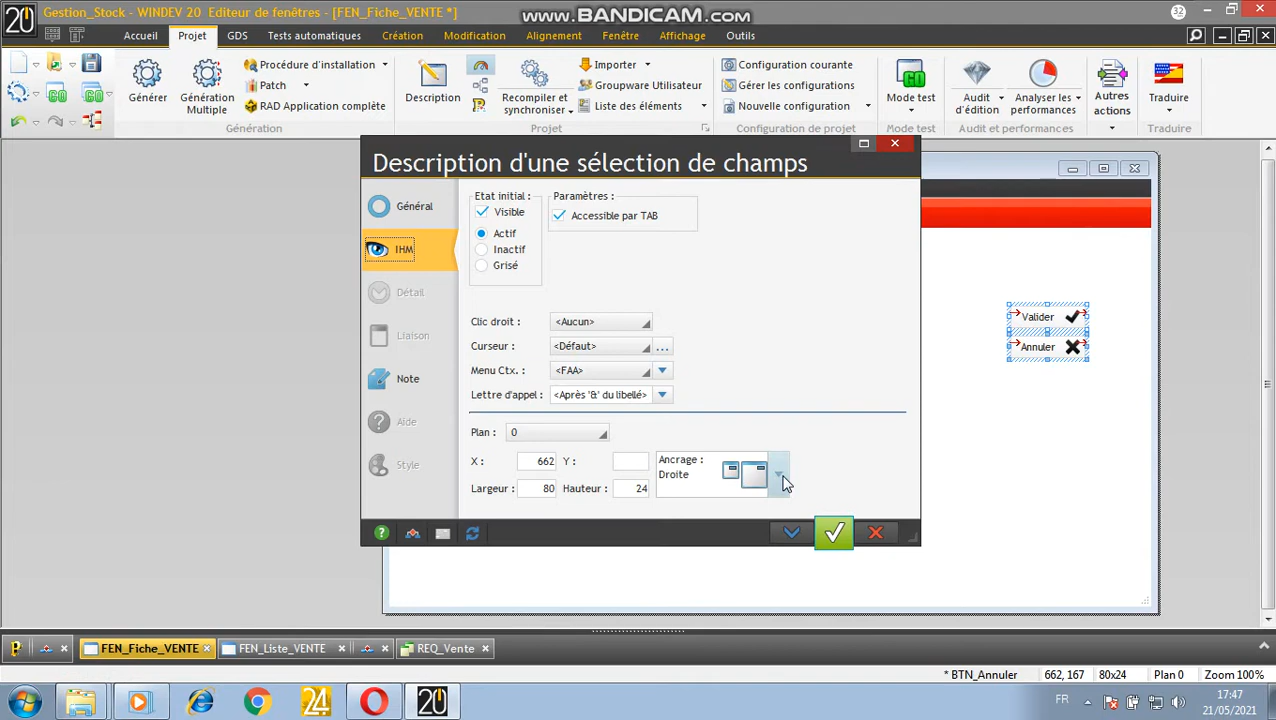 Gestion_Stock - WINDEV 20 Editeur de fenêtres - [FEN_Fiche_VENTE *]
www.BANDICAM.com
32
20
Accueil Projet GDS Tests automatiques Création Modification Alignement Fenêtre Affichage Outils
Générer
Génération Multiple
Procédure d'installation
Patch
RAD Application complète
Génération
Description
Recompiler et synchroniser
Importer
Groupware Utilisateur
Liste des éléments
Projet
Configuration courante
Gérer les configurations
Nouvelle configuration
Configuration de projet
GO
Mode test
Mode test
Audit d'édition
Analyser les performances
Audit et performances
Autres actions
Traduire
Traduire
Description d'une sélection de champs
Général
IHM
Détail
Liaison
Note
Aide
Style
Etat initial :
Visible
Actif
Inactif
Grisé
Paramètres :
Accessible par TAB
Clic droit : <Aucun>
Curseur : <Défaut> ...
Menu Ctx. : <FAA>
Lettre d'appel : <Après '&' du libellé>
Plan : 0
X : 662 Y :
Largeur : 80 Hauteur : 24
Ancrage :
Droite
Valider
Annuler
FEN_Fiche_VENTE FEN_Liste_VENTE REQ_Vente
* BTN_Annuler 662, 167 80x24 Plan 0 Zoom 100%
FR
17:47
21/05/2021